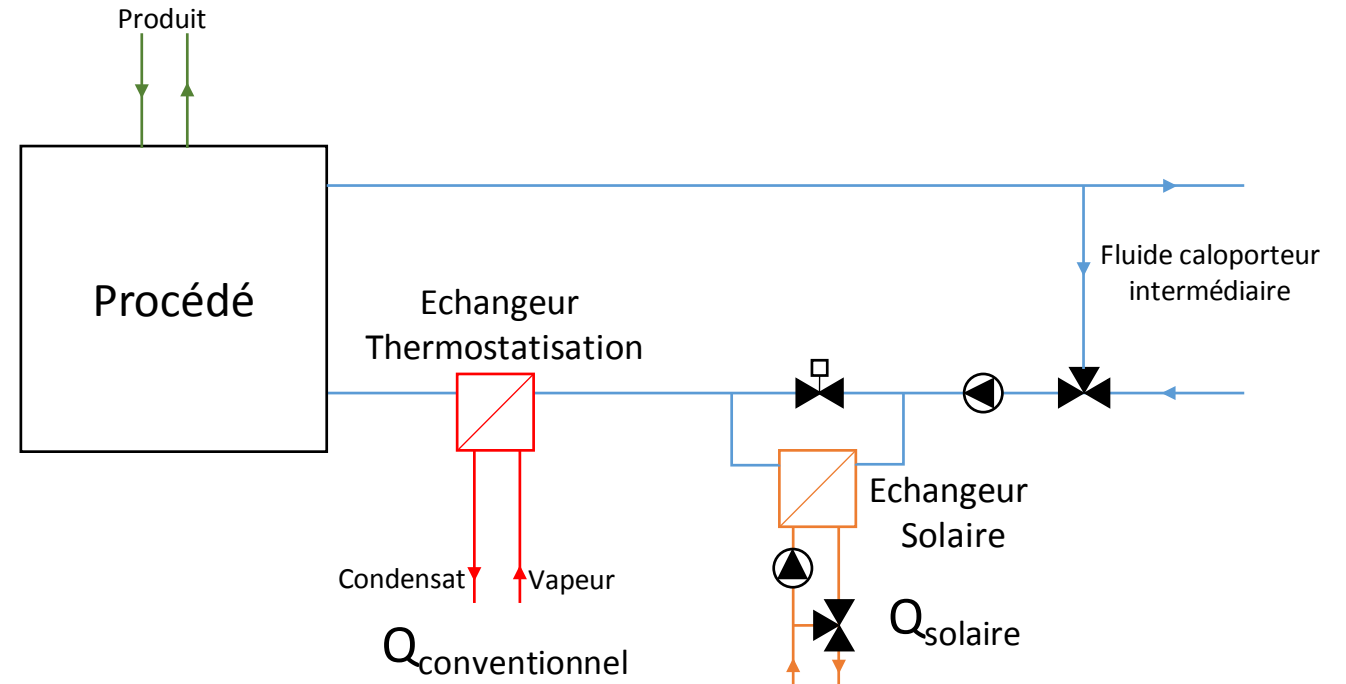 Produit
Procédé
Fluide caloporteur
intermédiaire
Echangeur
Thermostatisation
Echangeur
Solaire
Condensat
Vapeur
Qconventionnel
Qsolaire